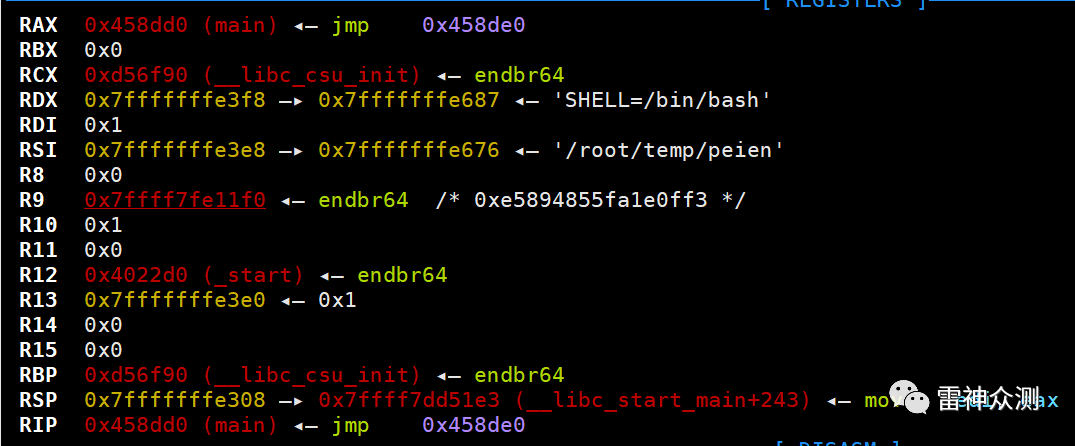 [ REGISTERS ]
RAX 0x458dd0 (main) ◂— jmp 0x458de0
RBX 0x0
RCX 0xd56f90 (__libc_csu_init) ◂— endbr64
RDX 0x7fffffffe3f8 —▸ 0x7fffffffe687 ◂— 'SHELL=/bin/bash'
RDI 0x1
RSI 0x7fffffffe3e8 —▸ 0x7fffffffe676 ◂— '/root/temp/peien'
R8 0x0
R9 0x7ffff7fe11f0 ◂— endbr64 /* 0xe5894855fa1e0ff3 */
R10 0x1
R11 0x0
R12 0x4022d0 (_start) ◂— endbr64
R13 0x7fffffffe3e0 ◂— 0x1
R14 0x0
R15 0x0
RBP 0xd56f90 (__libc_csu_init) ◂— endbr64
RSP 0x7fffffffe308 —▸ 0x7ffff7dd51e3 (__libc_start_main+243) ◂—
雷神众测
RIP 0x458dd0 (main) ◂— jmp 0x458de0
[ DISASM ]